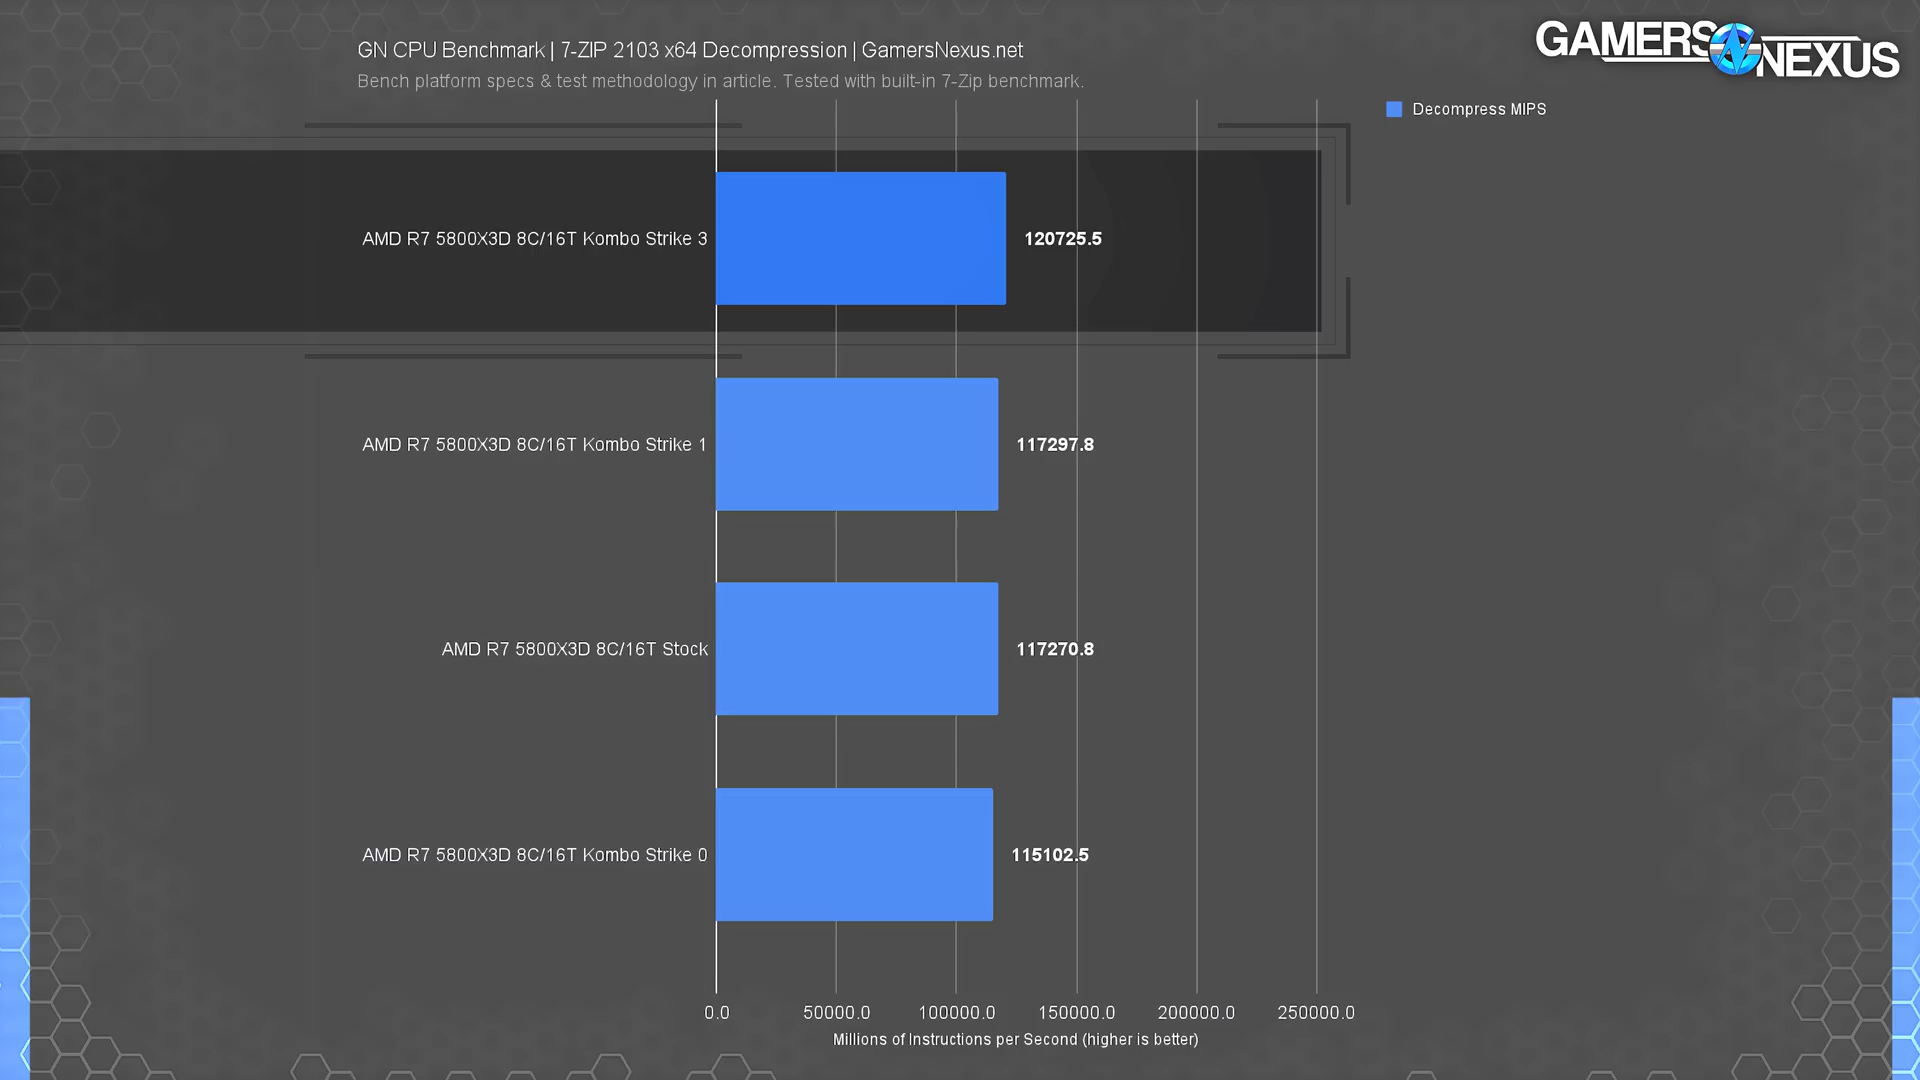 GAMERS NEXUS
GN CPU Benchmark | 7-ZIP 2103 x64 Decompression | GamersNexus.net
Bench platform specs & test methodology in article. Tested with built-in 7-Zip benchmark.
Decompress MIPS
AMD R7 5800X3D 8C/16T Kombo Strike 3 120725.5
AMD R7 5800X3D 8C/16T Kombo Strike 1 117297.8
AMD R7 5800X3D 8C/16T Stock 117270.8
AMD R7 5800X3D 8C/16T Kombo Strike 0 115102.5
0.0 50000.0 100000.0 150000.0 200000.0 250000.0
Millions of Instructions per Second (higher is better)